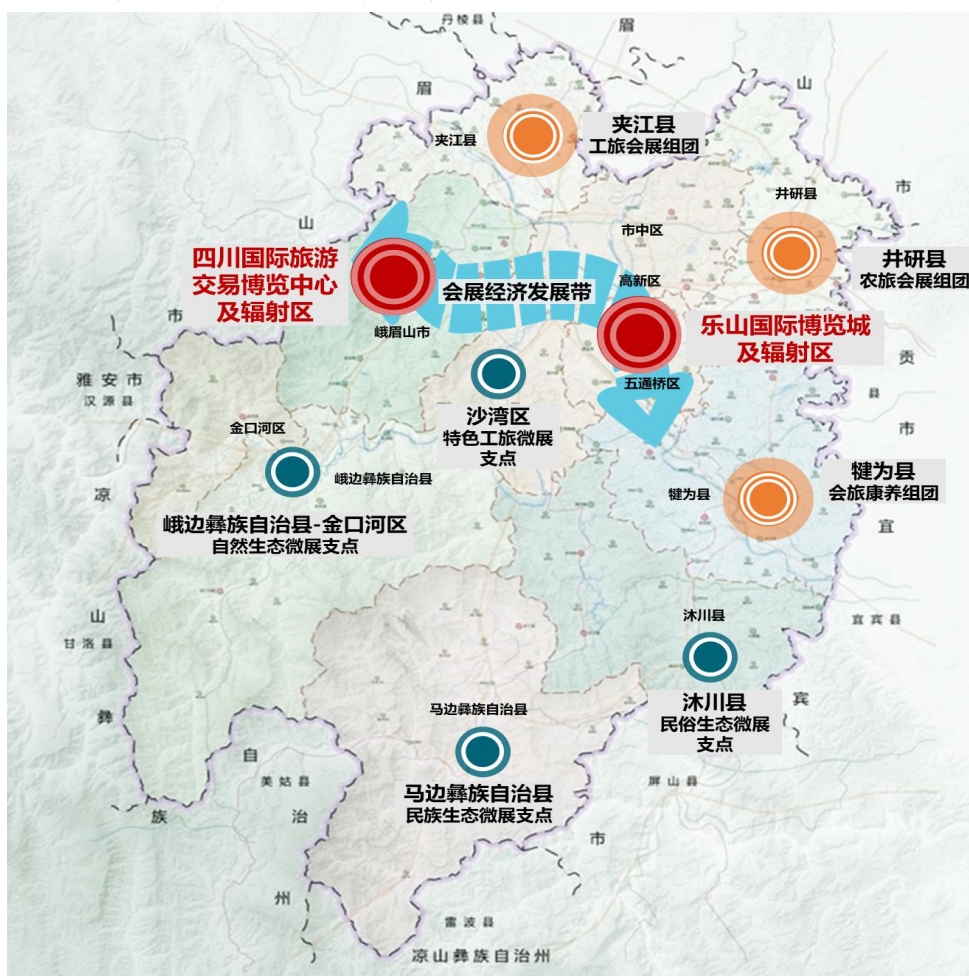 丹棱县
眉
眉
山
夹江县
夹江县
工旅会展组团
井研县
市
山
市中区
四川国际旅游
交易博览中心
及辐射区
会展经济发展带
高新区
井研县
农旅会展组团
市
峨眉山市
乐山国际博览城
及辐射区
贡
雅安市
汉源县
五通桥区
县
沙湾区
特色工旅微展
支点
市
金口河区
凉
峨边彝族自治县
犍为县
犍为县
会旅康养组团
宜
峨边彝族自治县-金口河区
自然生态微展支点
山
甘洛县
沐川县
宜宾县
彝
沐川县
民俗生态微展
支点
宾
马边彝族自治县
自
美姑县
马边彝族自治县
民族生态微展支点
屏山县
族
治
市
州
雷波县
凉山彝族自治州